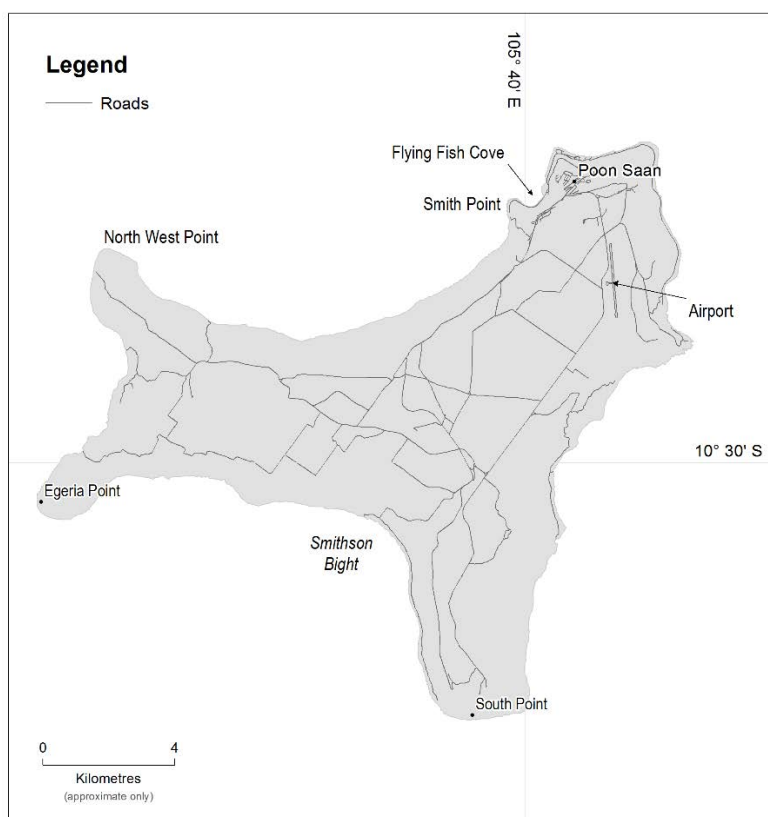 Legend
Roads
105° 40' E
Flying Fish Cove
Poon Saan
Smith Point
North West Point
Airport
10° 30' S
Egeria Point
Smithson
Bight
South Point
0 4
Kilometres
(approximate only)